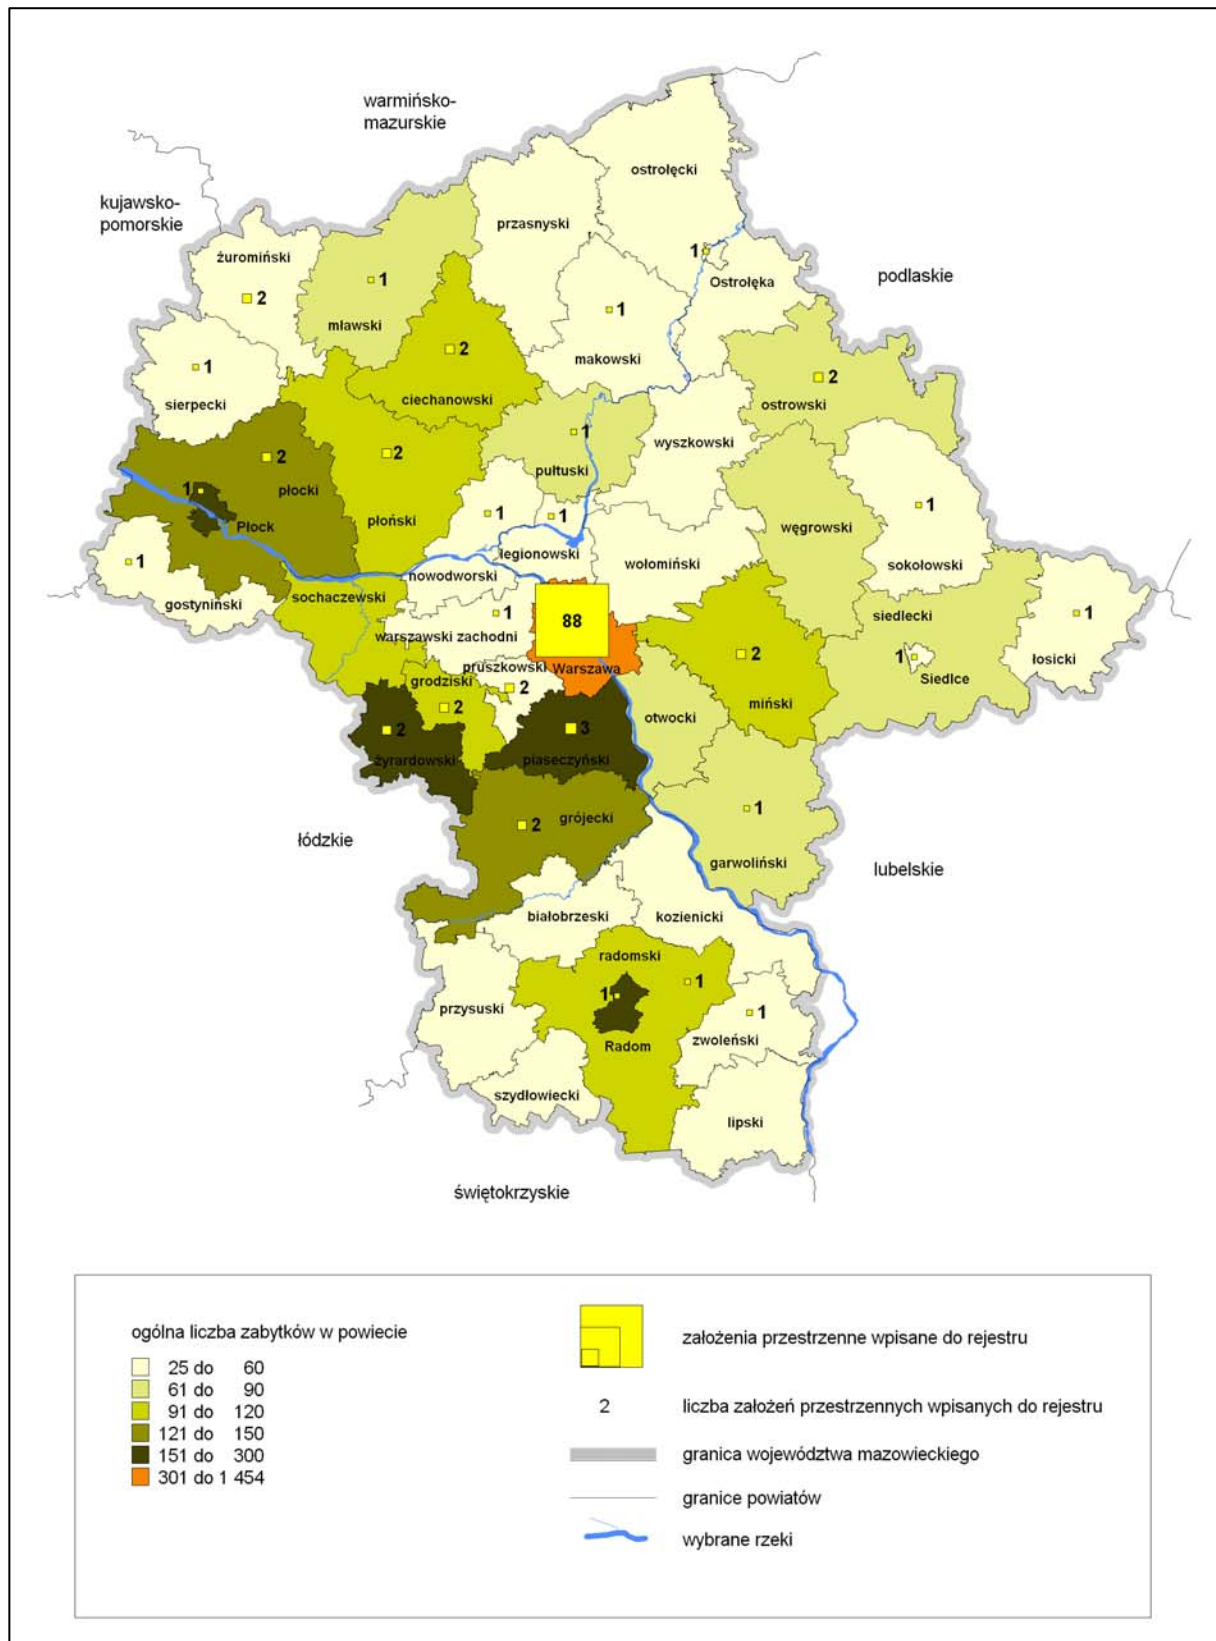 warmińsko-
mazurskie
ostrołęcki
kujawsko-
pomorskie
przasnyski
żuromiński
1
Ostrołęka
podlaskie
2
1
mławski
1
makowski
2
ciechanowski
1
sierpecki
2
ostrowski
1
pułtuski
wyszkowski
2
płocki
2
płoński
1
Płock
1
1
legionowski
węgrowski
1
sokołowski
1
gostyniński
nowodworski
wołomiński
sochaczewski
1
warszawski zachodni
88
Warszawa
siedlecki
1
łosicki
1
Siedlce
pruszkowski
2
grodziski
2
2
miński
otwocki
2
żyrardowski
3
piaseczyński
2
grójecki
1
garwoliński
łódzkie
lubelskie
białobrzeski
kozienicki
radomski
1
1
Radom
przysuski
1
zwoleński
szydłowiecki
lipski
świętokrzyskie
ogólna liczba zabytków w powiecie
25 do 60
61 do 90
91 do 120
121 do 150
151 do 300
301 do 1 454
założenia przestrzenne wpisane do rejestru
2 liczba założeń przestrzennych wpisanych do rejestru
granica województwa mazowieckiego
granice powiatów
wybrane rzeki